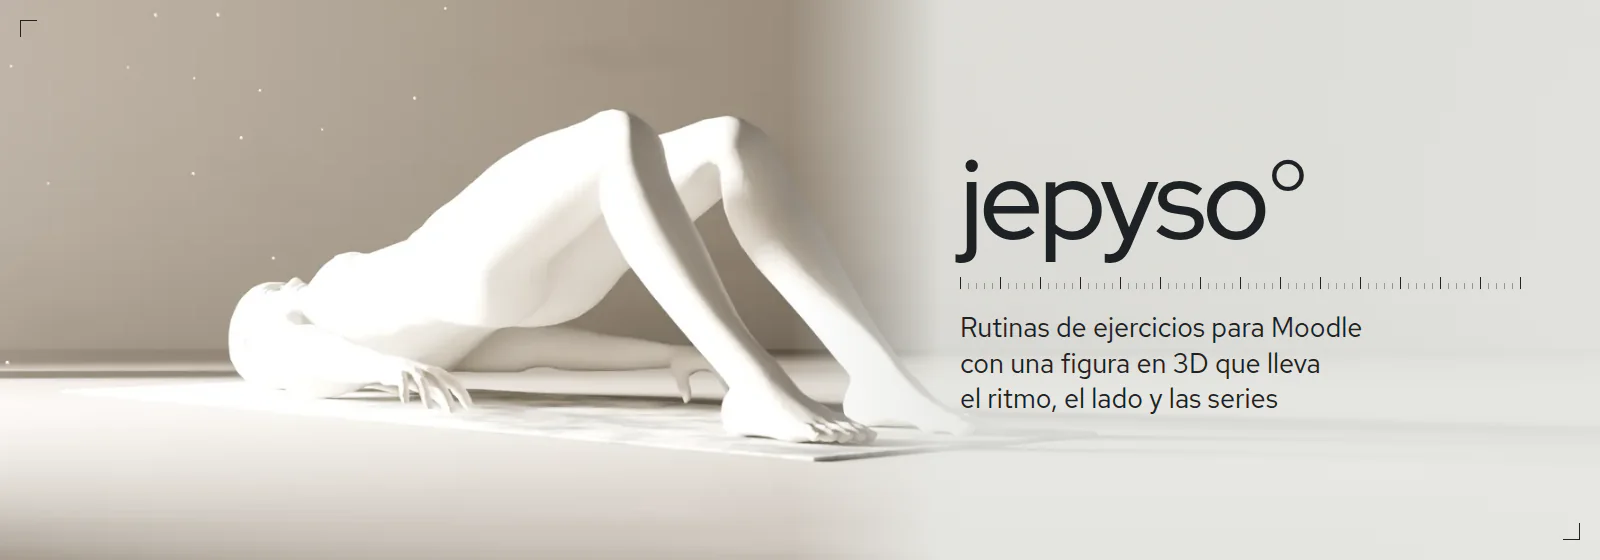 jepyso°
Rutinas de ejercicios para Moodle
con una figura en 3D que lleva
el ritmo, el lado y las series